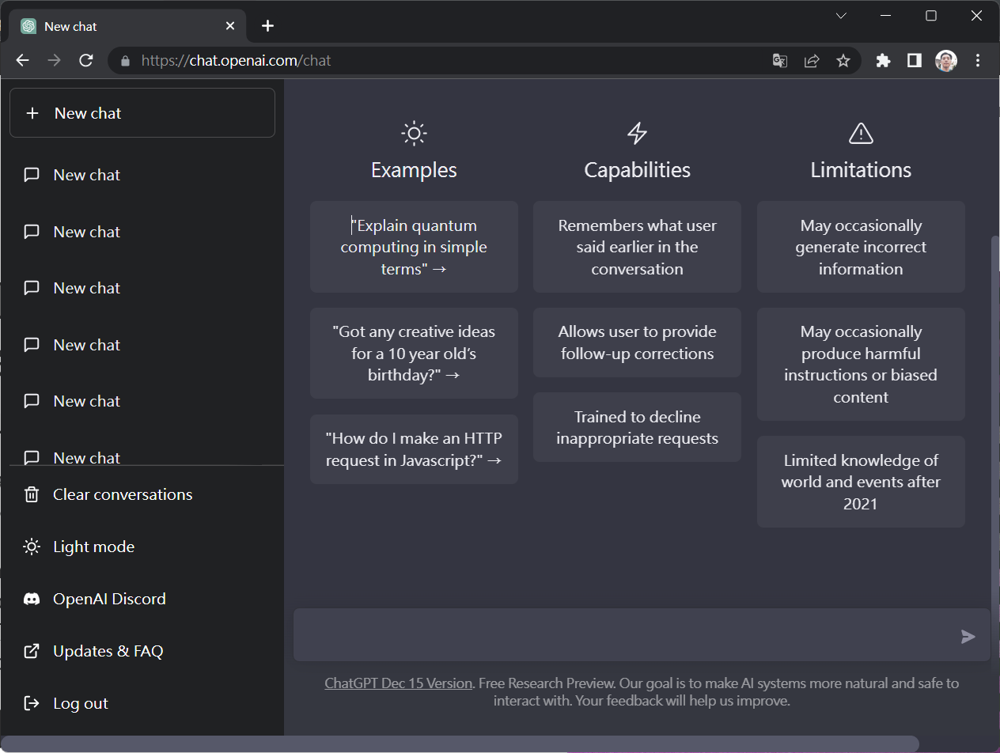 New chat
https://chat.openai.com/chat
New chat
New chat
New chat
New chat
New chat
New chat
New chat
Clear conversations
Light mode
OpenAI Discord
Updates & FAQ
Log out
Examples
"Explain quantum
computing in simple
terms" →
"Got any creative ideas
for a 10 year old’s
birthday?" →
"How do I make an HTTP
request in Javascript?" →
Capabilities
Remembers what user
said earlier in the
conversation
Allows user to provide
follow-up corrections
Trained to decline
inappropriate requests
Limitations
May occasionally
generate incorrect
information
May occasionally
produce harmful
instructions or biased
content
Limited knowledge of
world and events after
2021
ChatGPT Dec 15 Version. Free Research Preview. Our goal is to make AI systems more natural and safe to
interact with. Your feedback will help us improve.